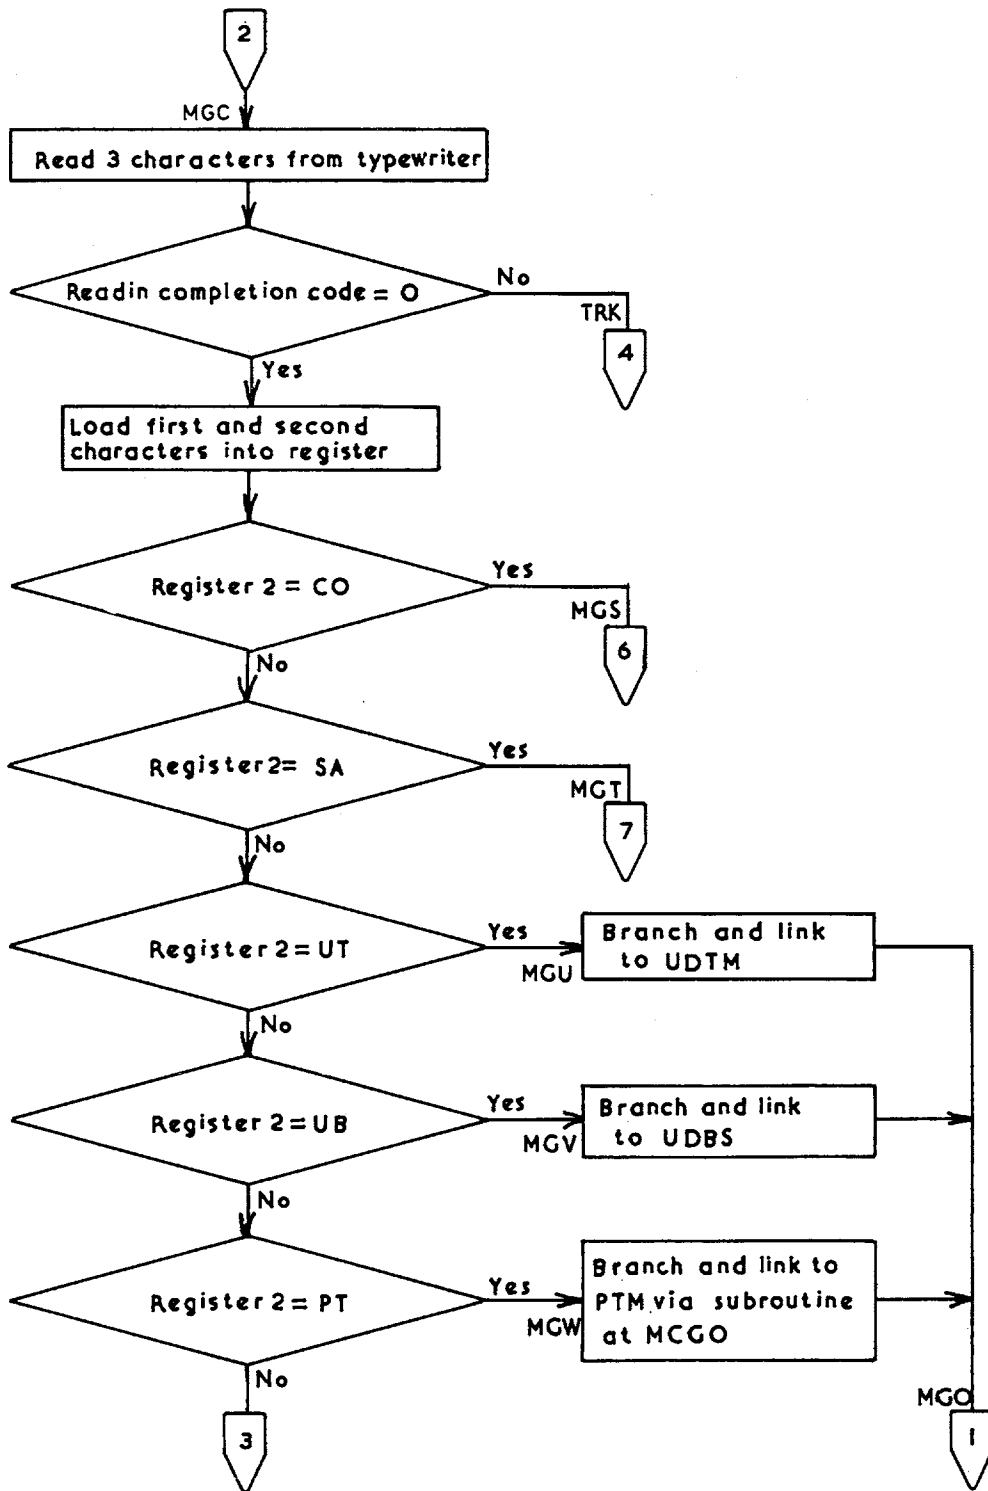 2
MGC
Read 3 characters from typewriter
Readin completion code = O
No
TRK
4
Yes
Load first and second
characters into register
Register 2 = CO
Yes
MGS
6
No
Register 2 = SA
Yes
MGT
7
No
Register 2 = UT
Yes
MGU
Branch and link
to UDTM
No
Register 2 = UB
Yes
MGV
Branch and link
to UDBS
No
Register 2 = PT
Yes
MGW
Branch and link to
PTM via subroutine
at MCGO
No
3
MGO
1